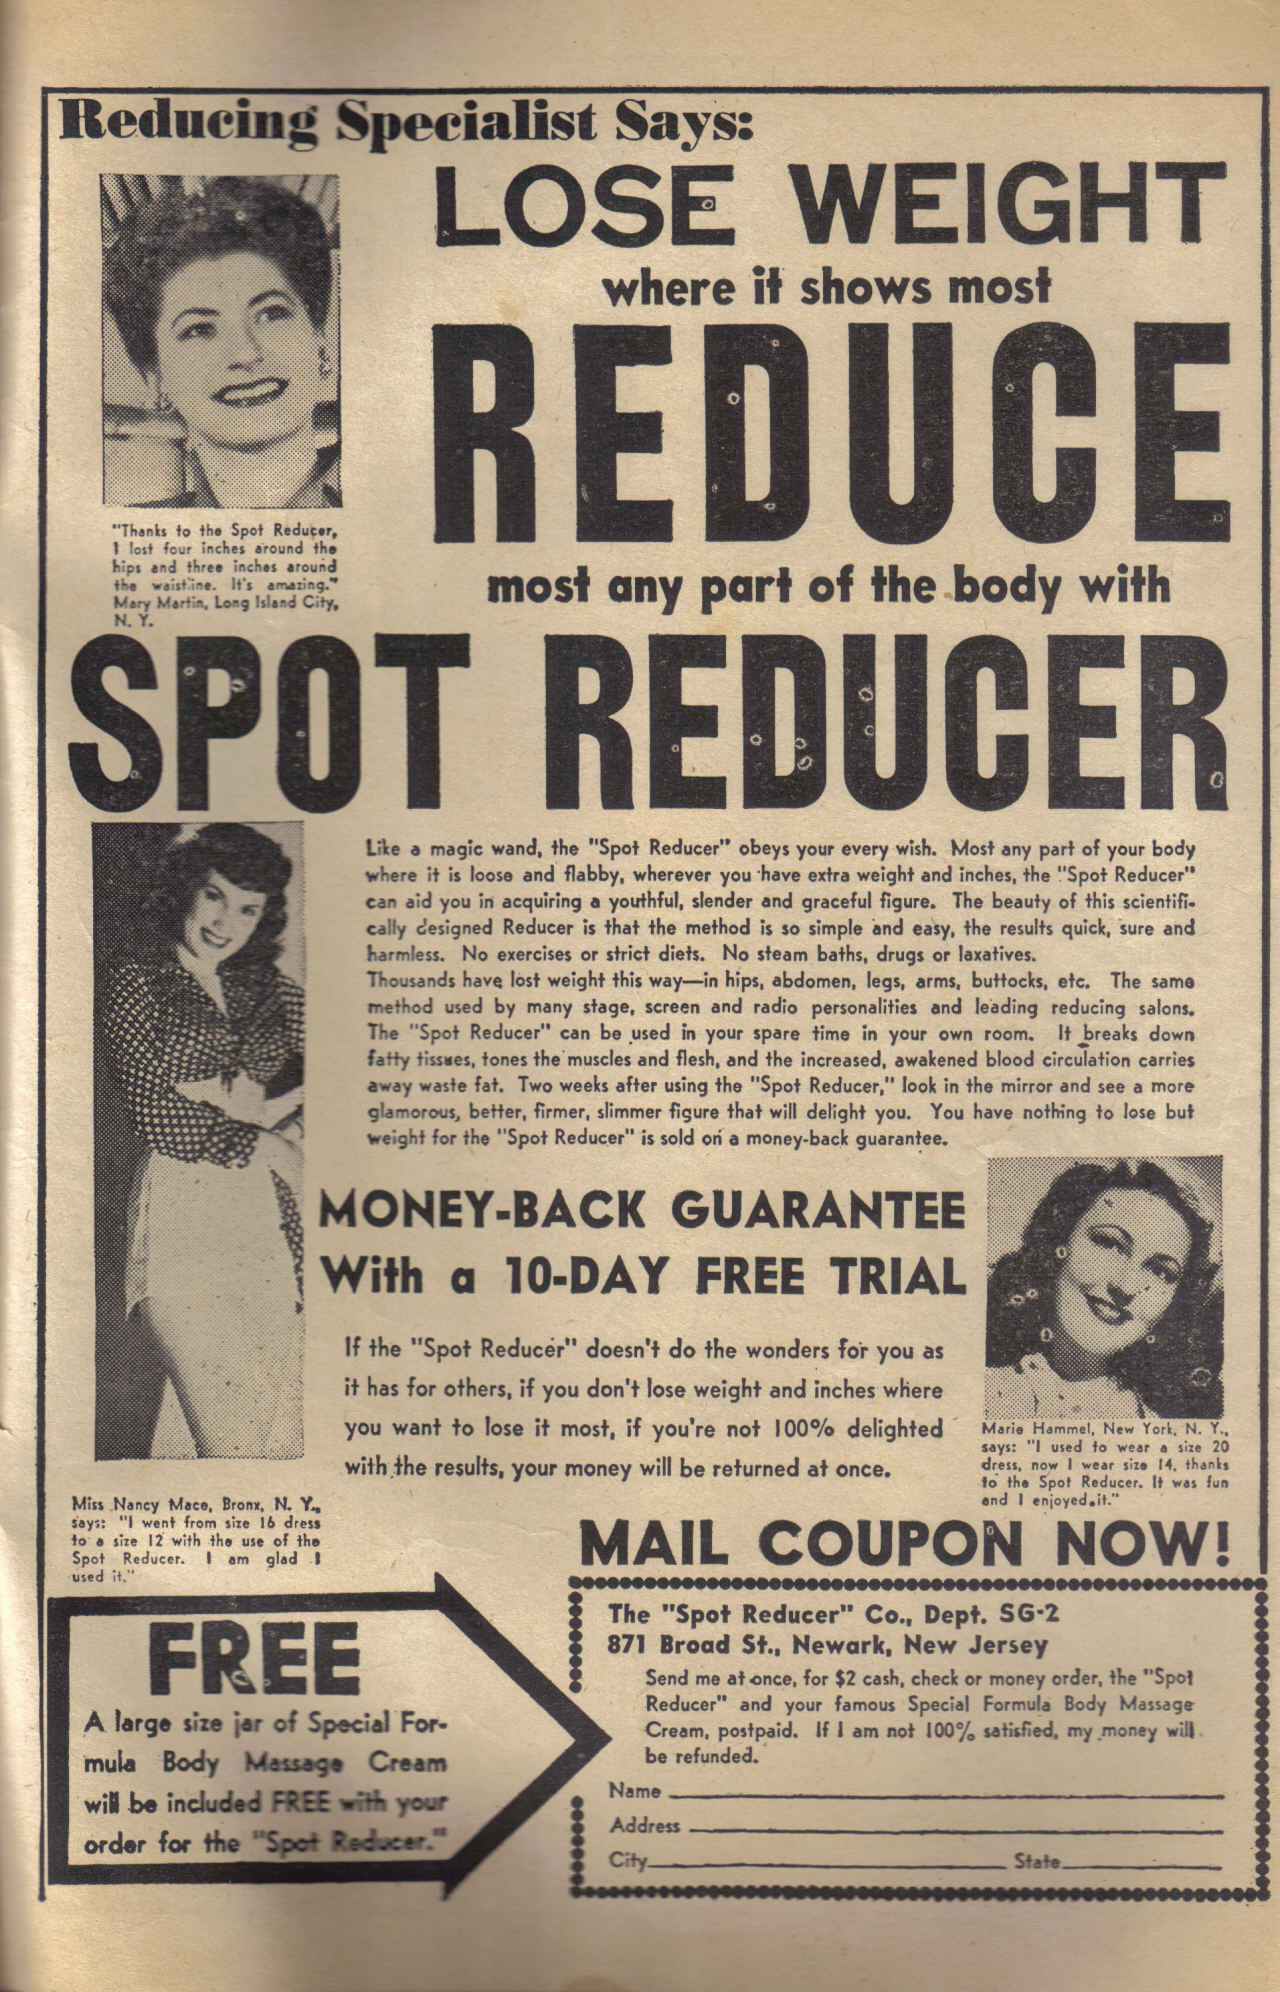 Reducing Specialist Says:
LOSE WEIGHT
where it shows most
REDUCE
most any part of the body with
SPOT REDUCER
"Thanks to the Spot Reducer,
I lost four inches around the
hips and three inches around
the waistline. It's amazing."
Mary Martin, Long Island City,
N. Y.
Like a magic wand, the "Spot Reducer" obeys your every wish. Most any part of your body
where it is loose and flabby, wherever you have extra weight and inches, the "Spot Reducer"
can aid you in acquiring a youthful, slender and graceful figure. The beauty of this scientifi-
cally designed Reducer is that the method is so simple and easy, the results quick, sure and
harmless. No exercises or strict diets. No steam baths, drugs or laxatives.
Thousands have lost weight this way—in hips, abdomen, legs, arms, buttocks, etc. The same
method used by many stage, screen and radio personalities and leading reducing salons.
The "Spot Reducer" can be used in your spare time in your own room. It breaks down
fatty tissues, tones the muscles and flesh, and the increased, awakened blood circulation carries
away waste fat. Two weeks after using the "Spot Reducer," look in the mirror and see a more
glamorous, better, firmer, slimmer figure that will delight you. You have nothing to lose but
weight for the "Spot Reducer" is sold on a money-back guarantee.
MONEY-BACK GUARANTEE
With a 10-DAY FREE TRIAL
If the "Spot Reducer" doesn't do the wonders for you as
it has for others, if you don't lose weight and inches where
you want to lose it most, if you're not 100% delighted
with the results, your money will be returned at once.
Marie Hammel, New York, N. Y.,
says: "I used to wear a size 20
dress, now I wear size 14, thanks
to the Spot Reducer. It was fun
and I enjoyed it."
Miss Nancy Mace, Bronx, N. Y.,
says: "I went from size 16 dress
to a size 12 with the use of the
Spot Reducer. I am glad I
used it."
MAIL COUPON NOW!
FREE
A large size jar of Special For-
mula Body Massage Cream
will be included FREE with your
order for the "Spot Reducer."
The "Spot Reducer" Co., Dept. SG-2
871 Broad St., Newark, New Jersey
Send me at once, for $2 cash, check or money order, the "Spot
Reducer" and your famous Special Formula Body Massage
Cream, postpaid. If I am not 100% satisfied, my money will
be refunded.
Name
Address
City State